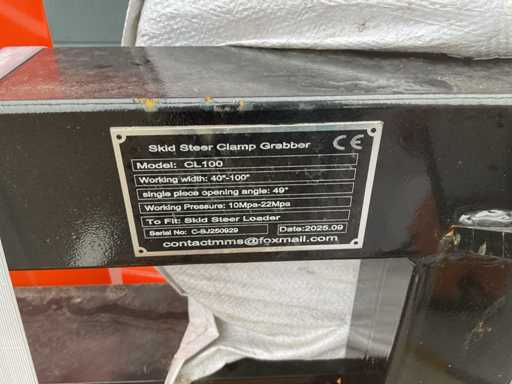 Skid Steer Clamp Grabber CE
Model: CL100
Working width: 40"-100"
single piece opening angle: 49°
Working Pressure: 10Mpa-22Mpa
To Fit: Skid Steer Loader
Serial No: C-SJ250929 Date:2025.09
contactmms@foxmail.com